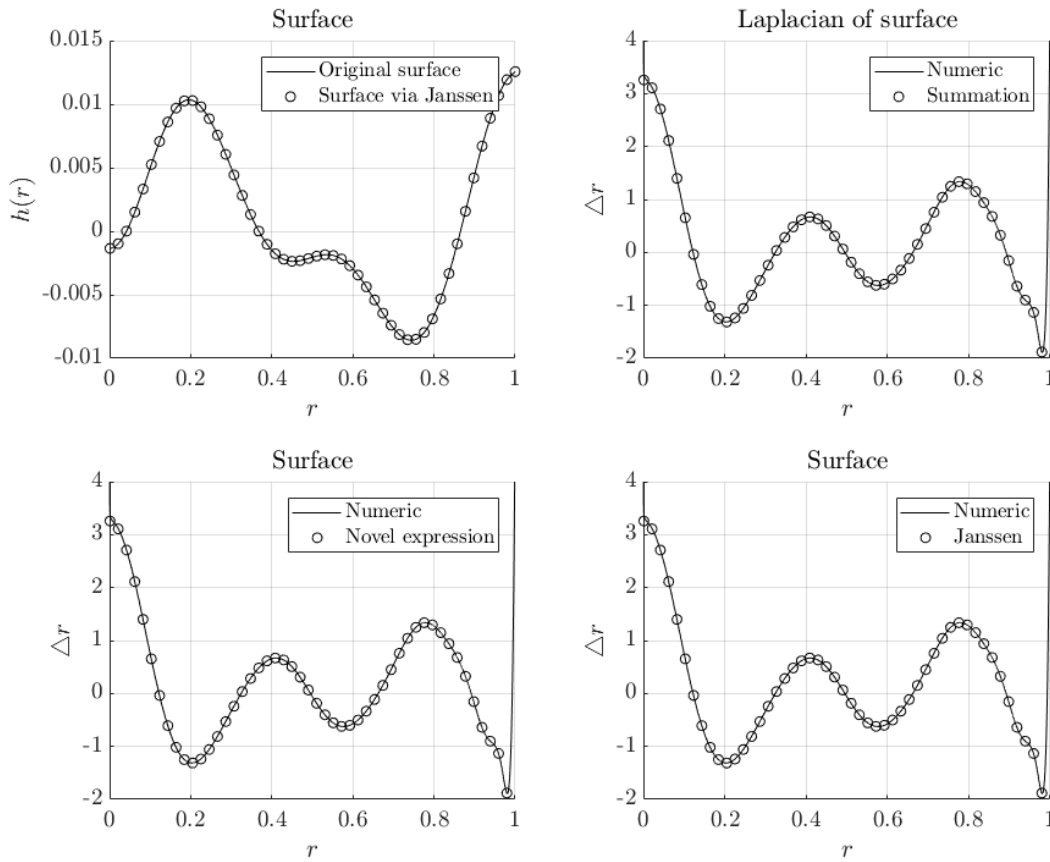 Surface
0.015
0.01
0.005
0
-0.005
-0.01
h(r)
Original surface
Surface via Janssen
0 0.2 0.4 0.6 0.8 1
r
Laplacian of surface
4
3
2
1
0
-1
-2
△r
Numeric
Summation
0 0.2 0.4 0.6 0.8 1
r
Surface
4
3
2
1
0
-1
-2
△r
Numeric
Novel expression
0 0.2 0.4 0.6 0.8 1
r
Surface
4
3
2
1
0
-1
-2
△r
Numeric
Janssen
0 0.2 0.4 0.6 0.8 1
r